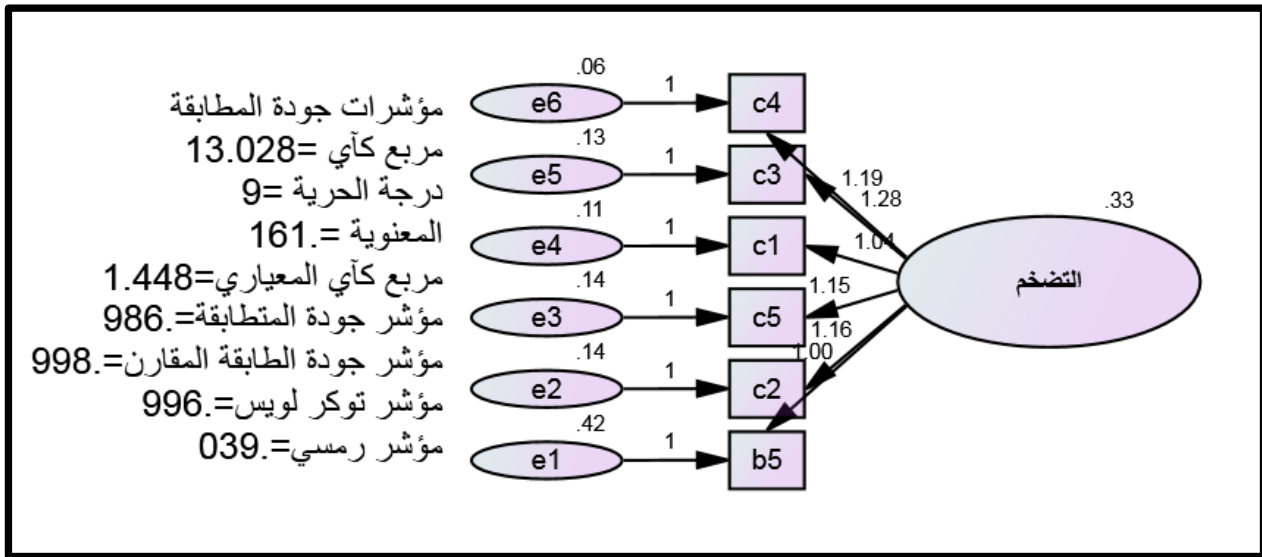 مؤشرات جودة المطابقة
مربع كآي =13.028
درجة الحرية =9
المعنوية =.161
مربع كآي المعياري=1.448
مؤشر جودة المتطابقة=.986
مؤشر جودة الطابقة المقارن=.998
مؤشر توكر لويس=.996
مؤشر رمسي=.039
.06
e6 1 c4
.13
e5 1 c3
.11
e4 1 c1
.14
e3 1 c5
.14
e2 1 c2
.42
e1 1 b5
1.19
1.28
1.04
1.15
1.16
1.00
.33
التضخم